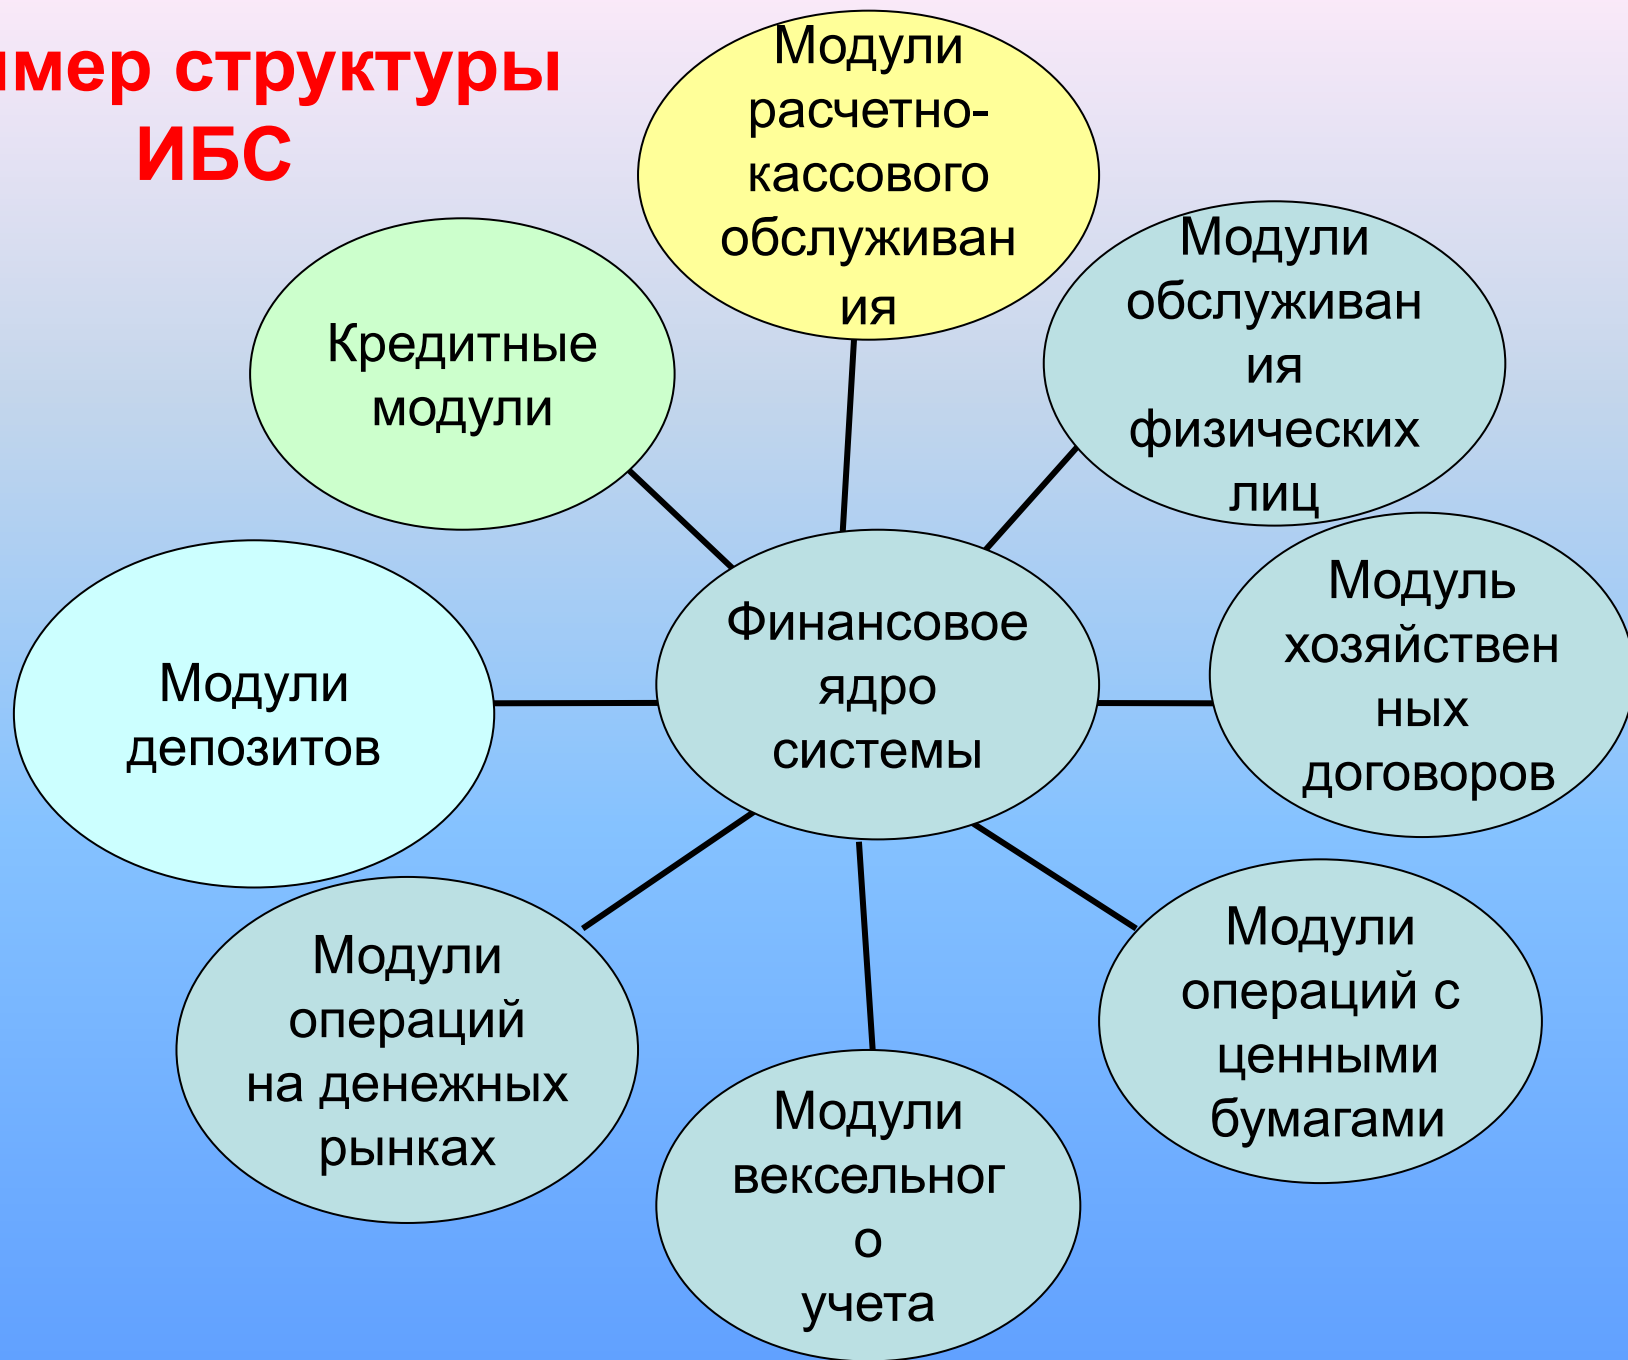 мер структуры
ИБС
Модули
расчетно-
кассового
обслуживан
ия
Модули
обслуживан
ия
физических
лиц
Кредитные
модули
Модуль
хозяйствен
ных
договоров
Финансовое
ядро
системы
Модули
депозитов
Модули
операций с
ценными
бумагами
Модули
операций
на денежных
рынках
Модули
вексельног
о
учета